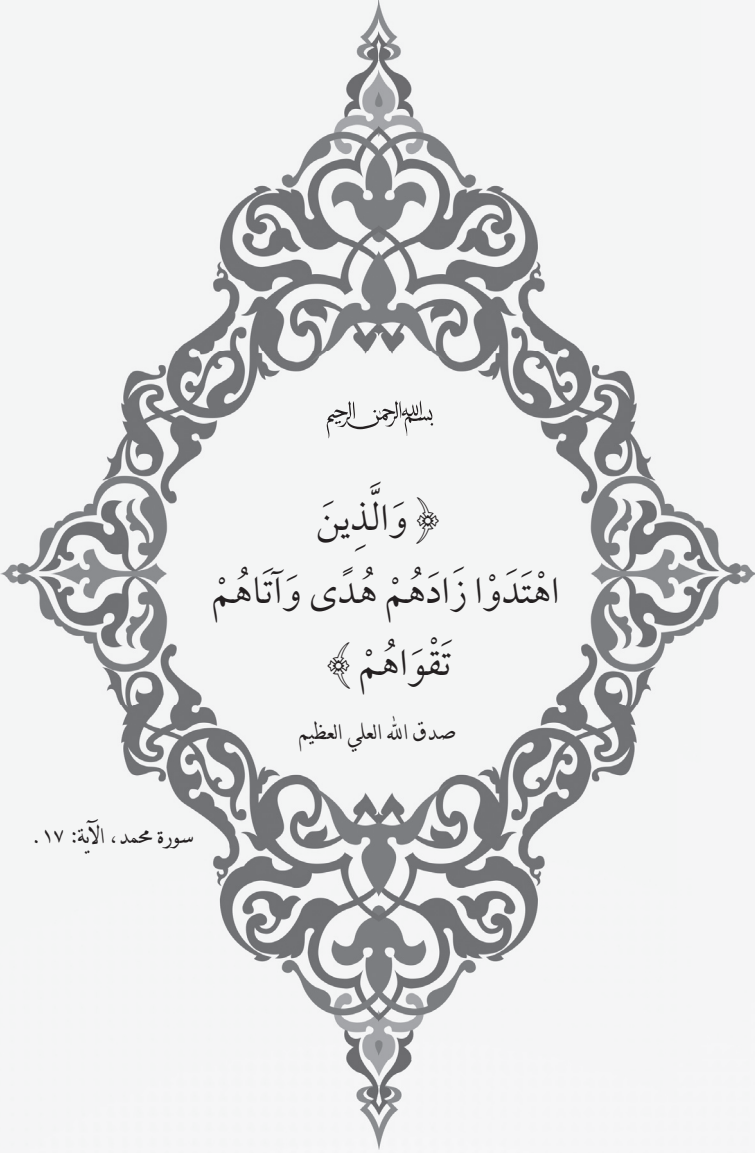 بسم الله الرحمن الرحيم
﴿ وَالَّذِينَ
اهْتَدَوْا زَادَهُمْ هُدًى وَآتَاهُمْ
تَقْوَاهُمْ ﴾
صدق الله العلي العظيم
سورة محمد، الآية: ١٧.